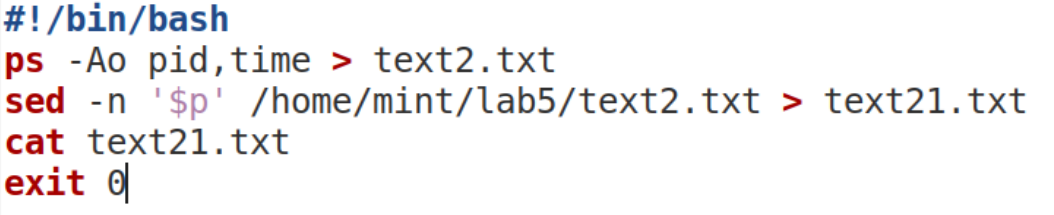 #!/bin/bash
ps -Ao pid,time > text2.txt
sed -n '$p' /home/mint/lab5/text2.txt > text21.txt
cat text21.txt
exit 0